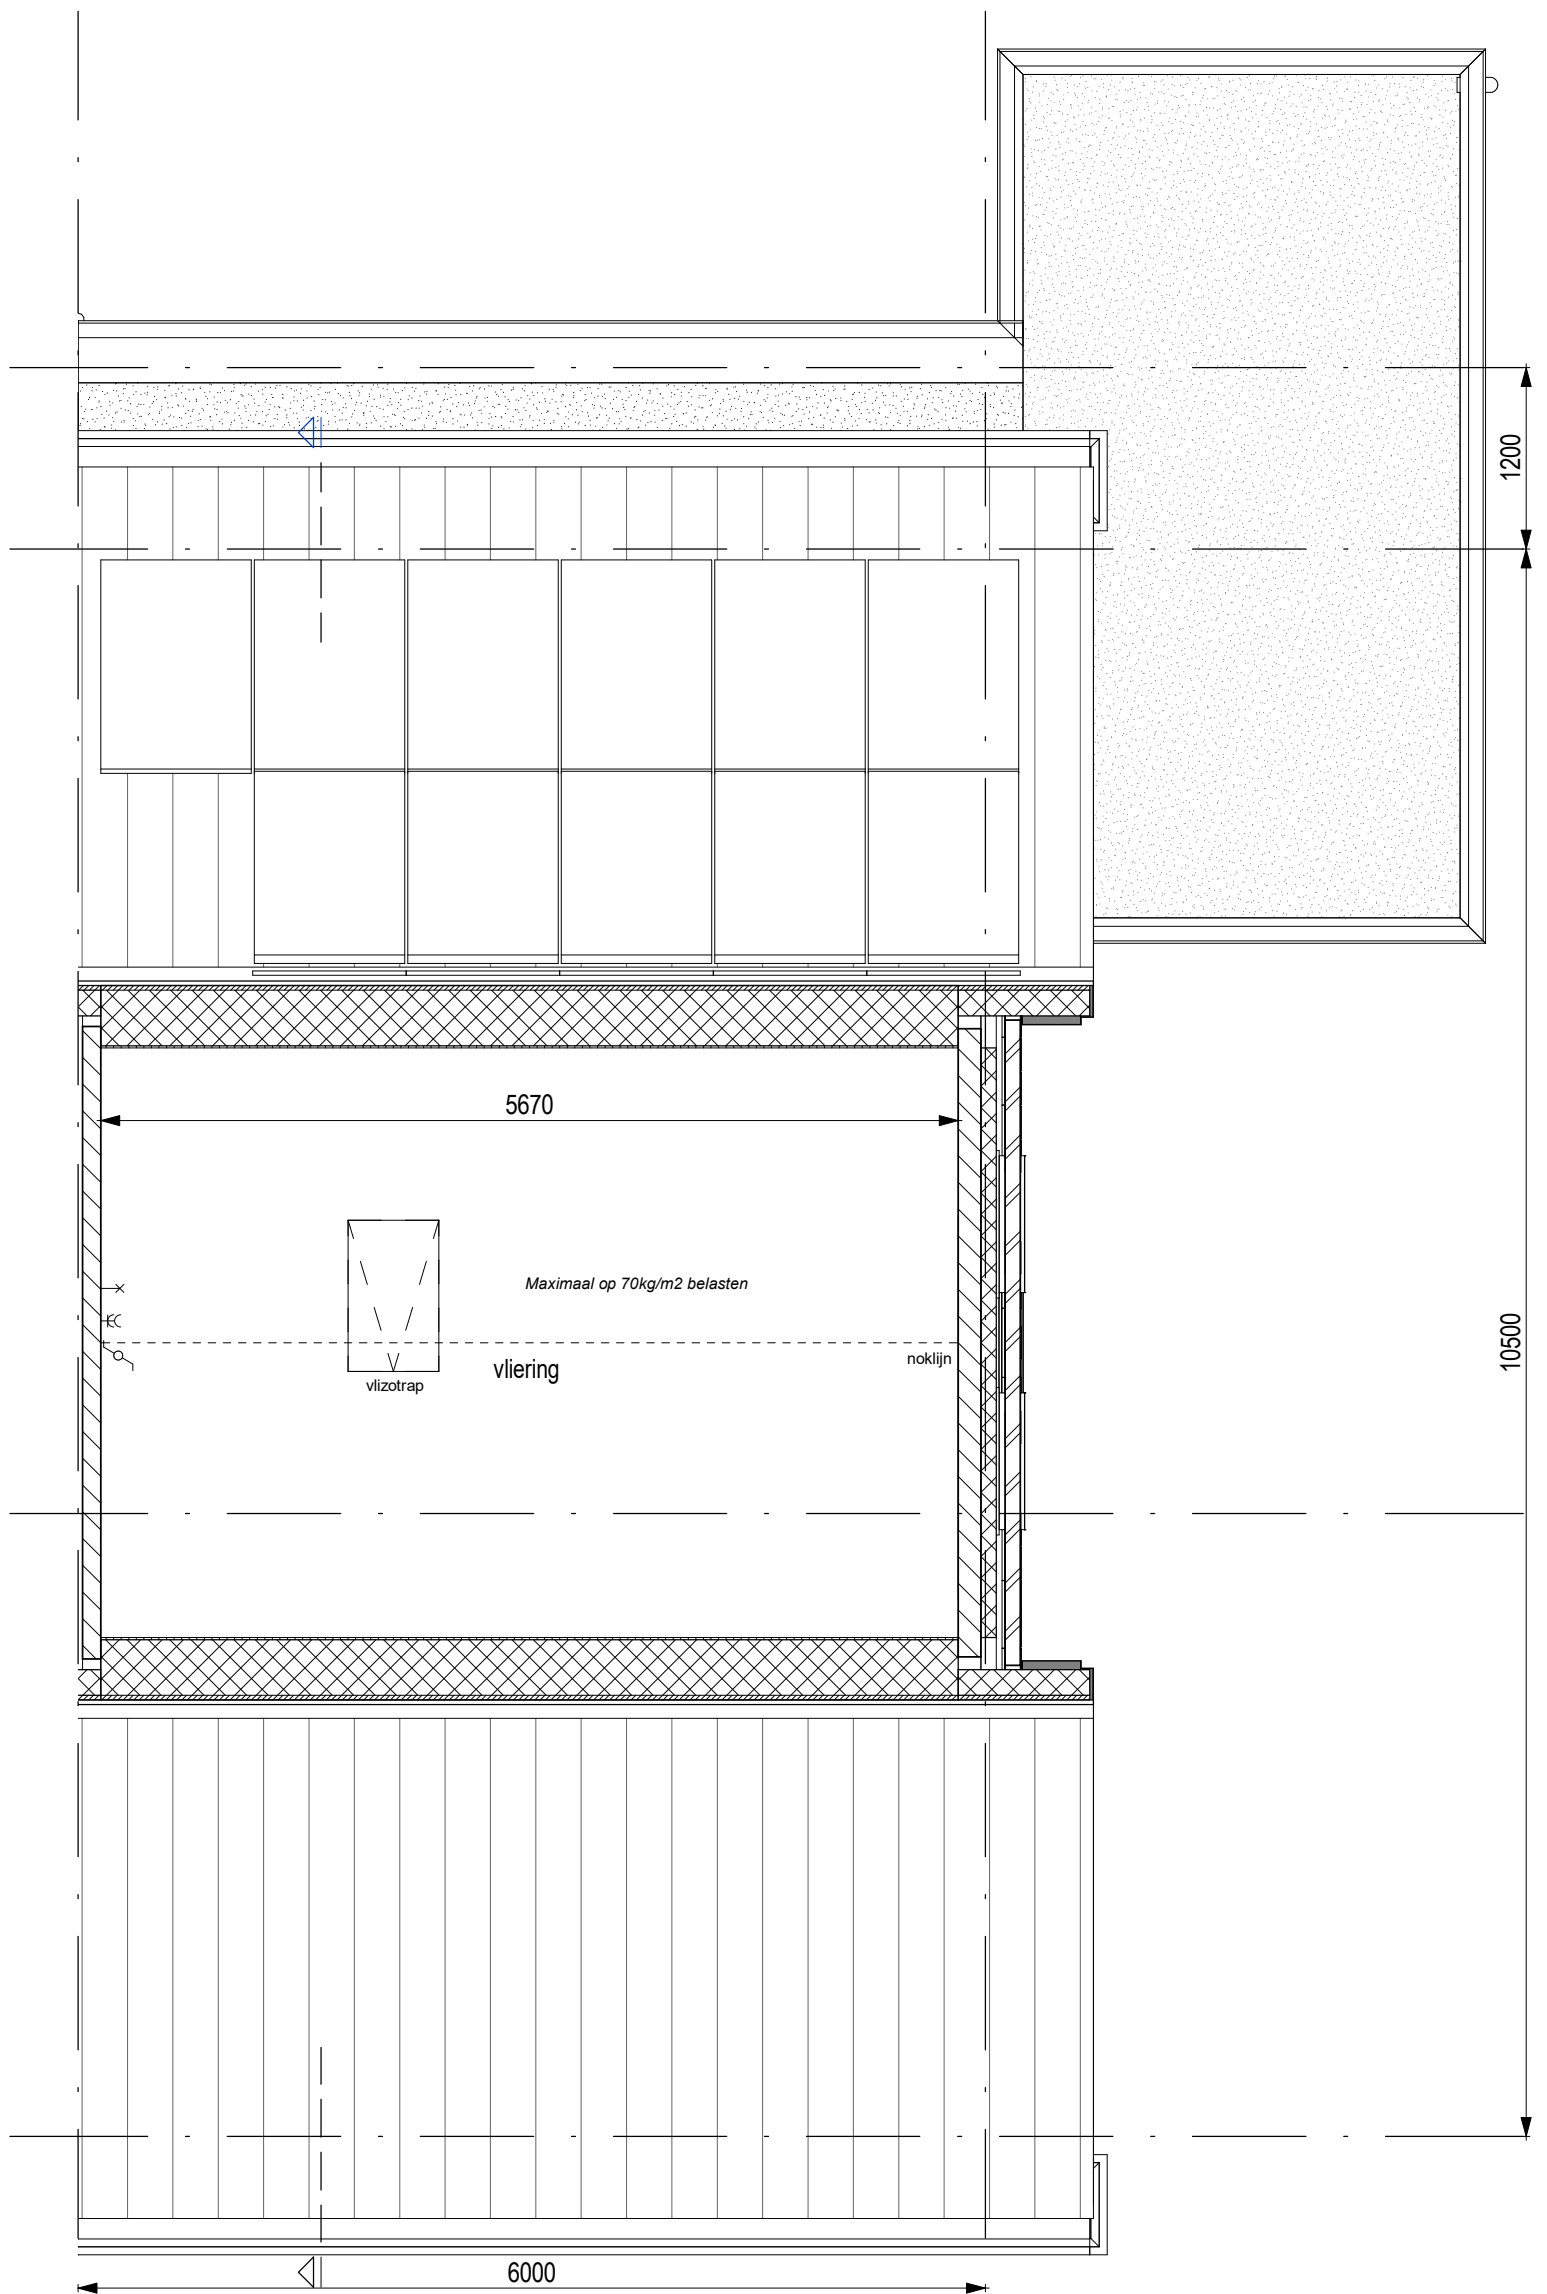 1200
5670
Maximaal op 70kg/m2 belasten
10500
noklijn
vliering
vlizotrap
6000